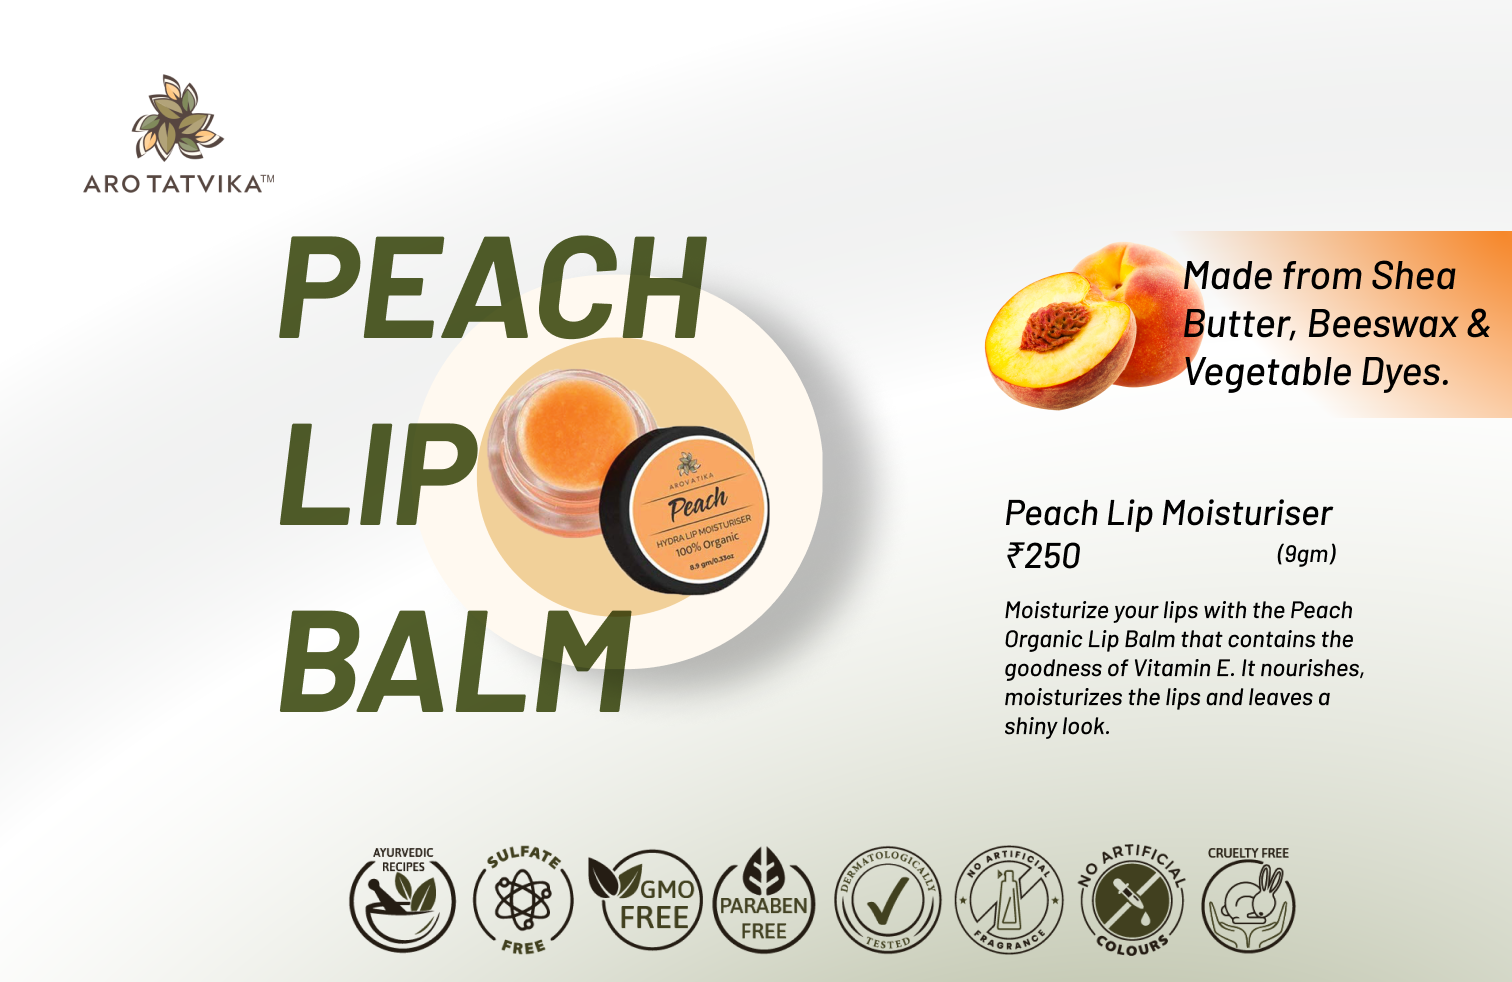 ARO TATVIKA™
PEACH
LIP
BALM
AROVATIKA
Peach
HYDRA LIP MOISTURISER
100% Organic
8.9 gm/0.33oz
Made from Shea
Butter, Beeswax &
Vegetable Dyes.
Peach Lip Moisturiser
₹250 (9gm)
Moisturize your lips with the Peach
Organic Lip Balm that contains the
goodness of Vitamin E. It nourishes,
moisturizes the lips and leaves a
shiny look.
AYURVEDIC
RECIPES
SULFATE
FREE
GMO
FREE
PARABEN
FREE
DERMATOLOGICALLY
TESTED
NO ARTIFICIAL
FRAGRANCE
NO ARTIFICIAL
COLOURS
CRUELTY FREE